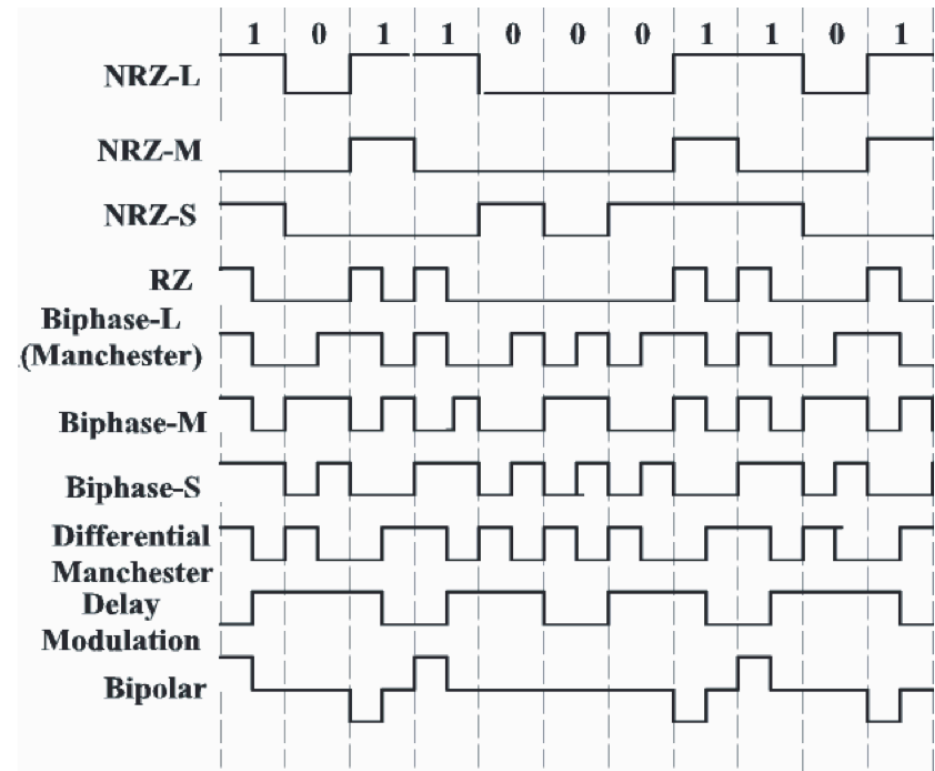 1 0 1 1 0 0 0 1 1 0 1
NRZ-L
NRZ-M
NRZ-S
RZ
Biphase-L
(Manchester)
Biphase-M
Biphase-S
Differential
Manchester
Delay
Modulation
Bipolar